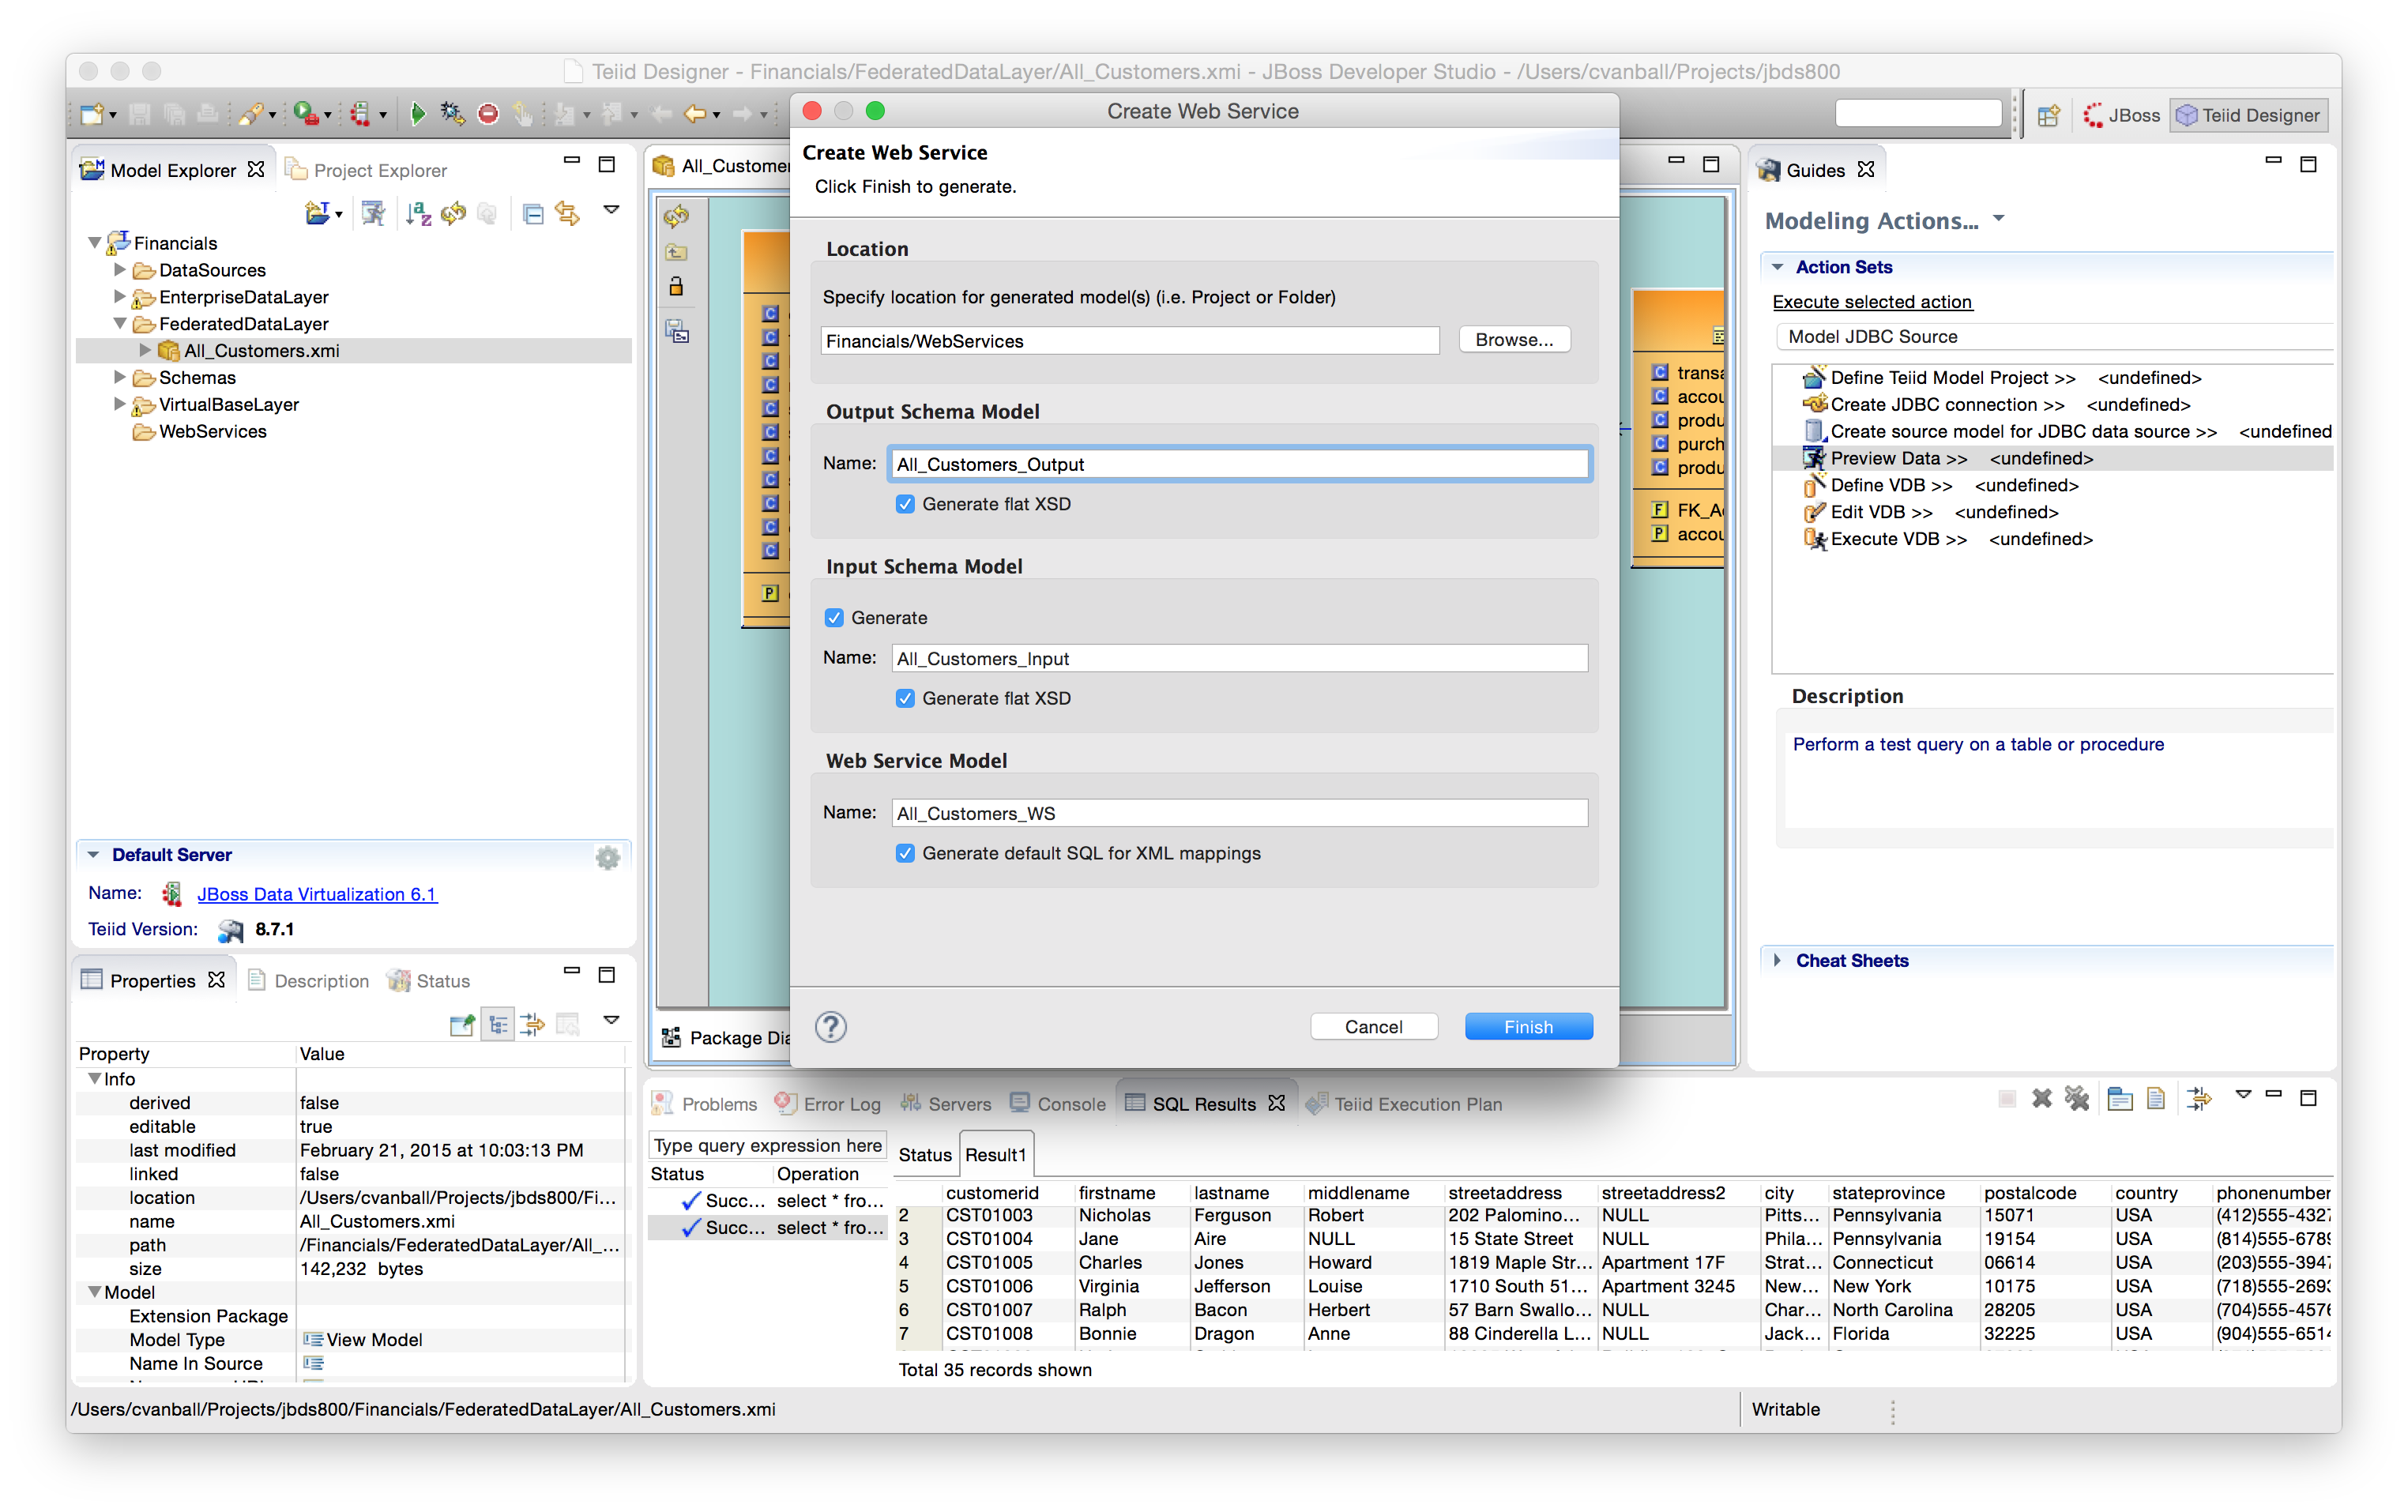 Teiid Designer - Financials/FederatedDataLayer/All_Customers.xmi - JBoss Developer Studio - /Users/cvanball/Projects/jbds800
JBoss
Teiid Designer
Model Explorer
Project Explorer
Financials
DataSources
EnterpriseDataLayer
FederatedDataLayer
All_Customers.xmi
Schemas
VirtualBaseLayer
WebServices
Default Server
Name: JBoss Data Virtualization 6.1
Teiid Version: 8.7.1
Properties
Description
Status
Property Value
Info
derived false
editable true
last modified February 21, 2015 at 10:03:13 PM
linked false
location /Users/cvanball/Projects/jbds800/Fi...
name All_Customers.xmi
path /Financials/FederatedDataLayer/All_...
size 142,232 bytes
Model
Extension Package
Model Type View Model
Name In Source
All_Customer
Package Dia
Create Web Service
Create Web Service
Click Finish to generate.
Location
Specify location for generated model(s) (i.e. Project or Folder)
Financials/WebServices
Browse...
Output Schema Model
Name: All_Customers_Output
Generate flat XSD
Input Schema Model
Generate
Name: All_Customers_Input
Generate flat XSD
Web Service Model
Name: All_Customers_WS
Generate default SQL for XML mappings
?
Cancel
Finish
C transa
C accou
C produ
C purch
C produ
F FK_A
P accou
Guides
Modeling Actions...
Action Sets
Execute selected action
Model JDBC Source
Define Teiid Model Project >> <undefined>
Create JDBC connection >> <undefined>
Create source model for JDBC data source >> <undefined
Preview Data >> <undefined>
Define VDB >> <undefined>
Edit VDB >> <undefined>
Execute VDB >> <undefined>
Description
Perform a test query on a table or procedure
Cheat Sheets
Problems
Error Log
Servers
Console
SQL Results
Teiid Execution Plan
Type query expression here
Status Operation
Succ... select * fro...
Succ... select * fro...
Status
Result1
customerid firstname lastname middlename streetaddress streetaddress2 city stateprovince postalcode country phonenumber
2 CST01003 Nicholas Ferguson Robert 202 Palomino... NULL Pitts... Pennsylvania 15071 USA (412)555-4327
3 CST01004 Jane Aire NULL 15 State Street NULL Phila... Pennsylvania 19154 USA (814)555-6789
4 CST01005 Charles Jones Howard 1819 Maple Str... Apartment 17F Strat... Connecticut 06614 USA (203)555-3947
5 CST01006 Virginia Jefferson Louise 1710 South 51... Apartment 3245 New... New York 10175 USA (718)555-2693
6 CST01007 Ralph Bacon Herbert 57 Barn Swallo... NULL Char... North Carolina 28205 USA (704)555-4576
7 CST01008 Bonnie Dragon Anne 88 Cinderella L... NULL Jack... Florida 32225 USA (904)555-6514
Total 35 records shown
/Users/cvanball/Projects/jbds800/Financials/FederatedDataLayer/All_Customers.xmi
Writable